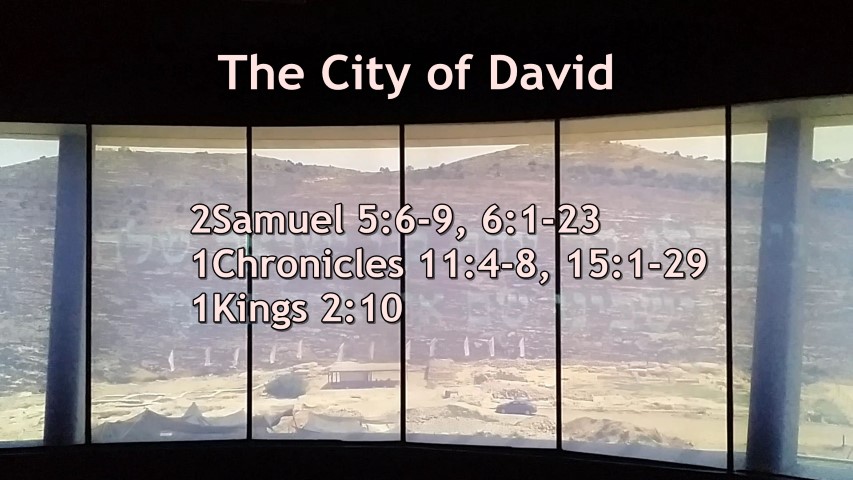 The City of David
2Samuel 5:6-9, 6:1-23
1Chronicles 11:4-8, 15:1-29
1Kings 2:10